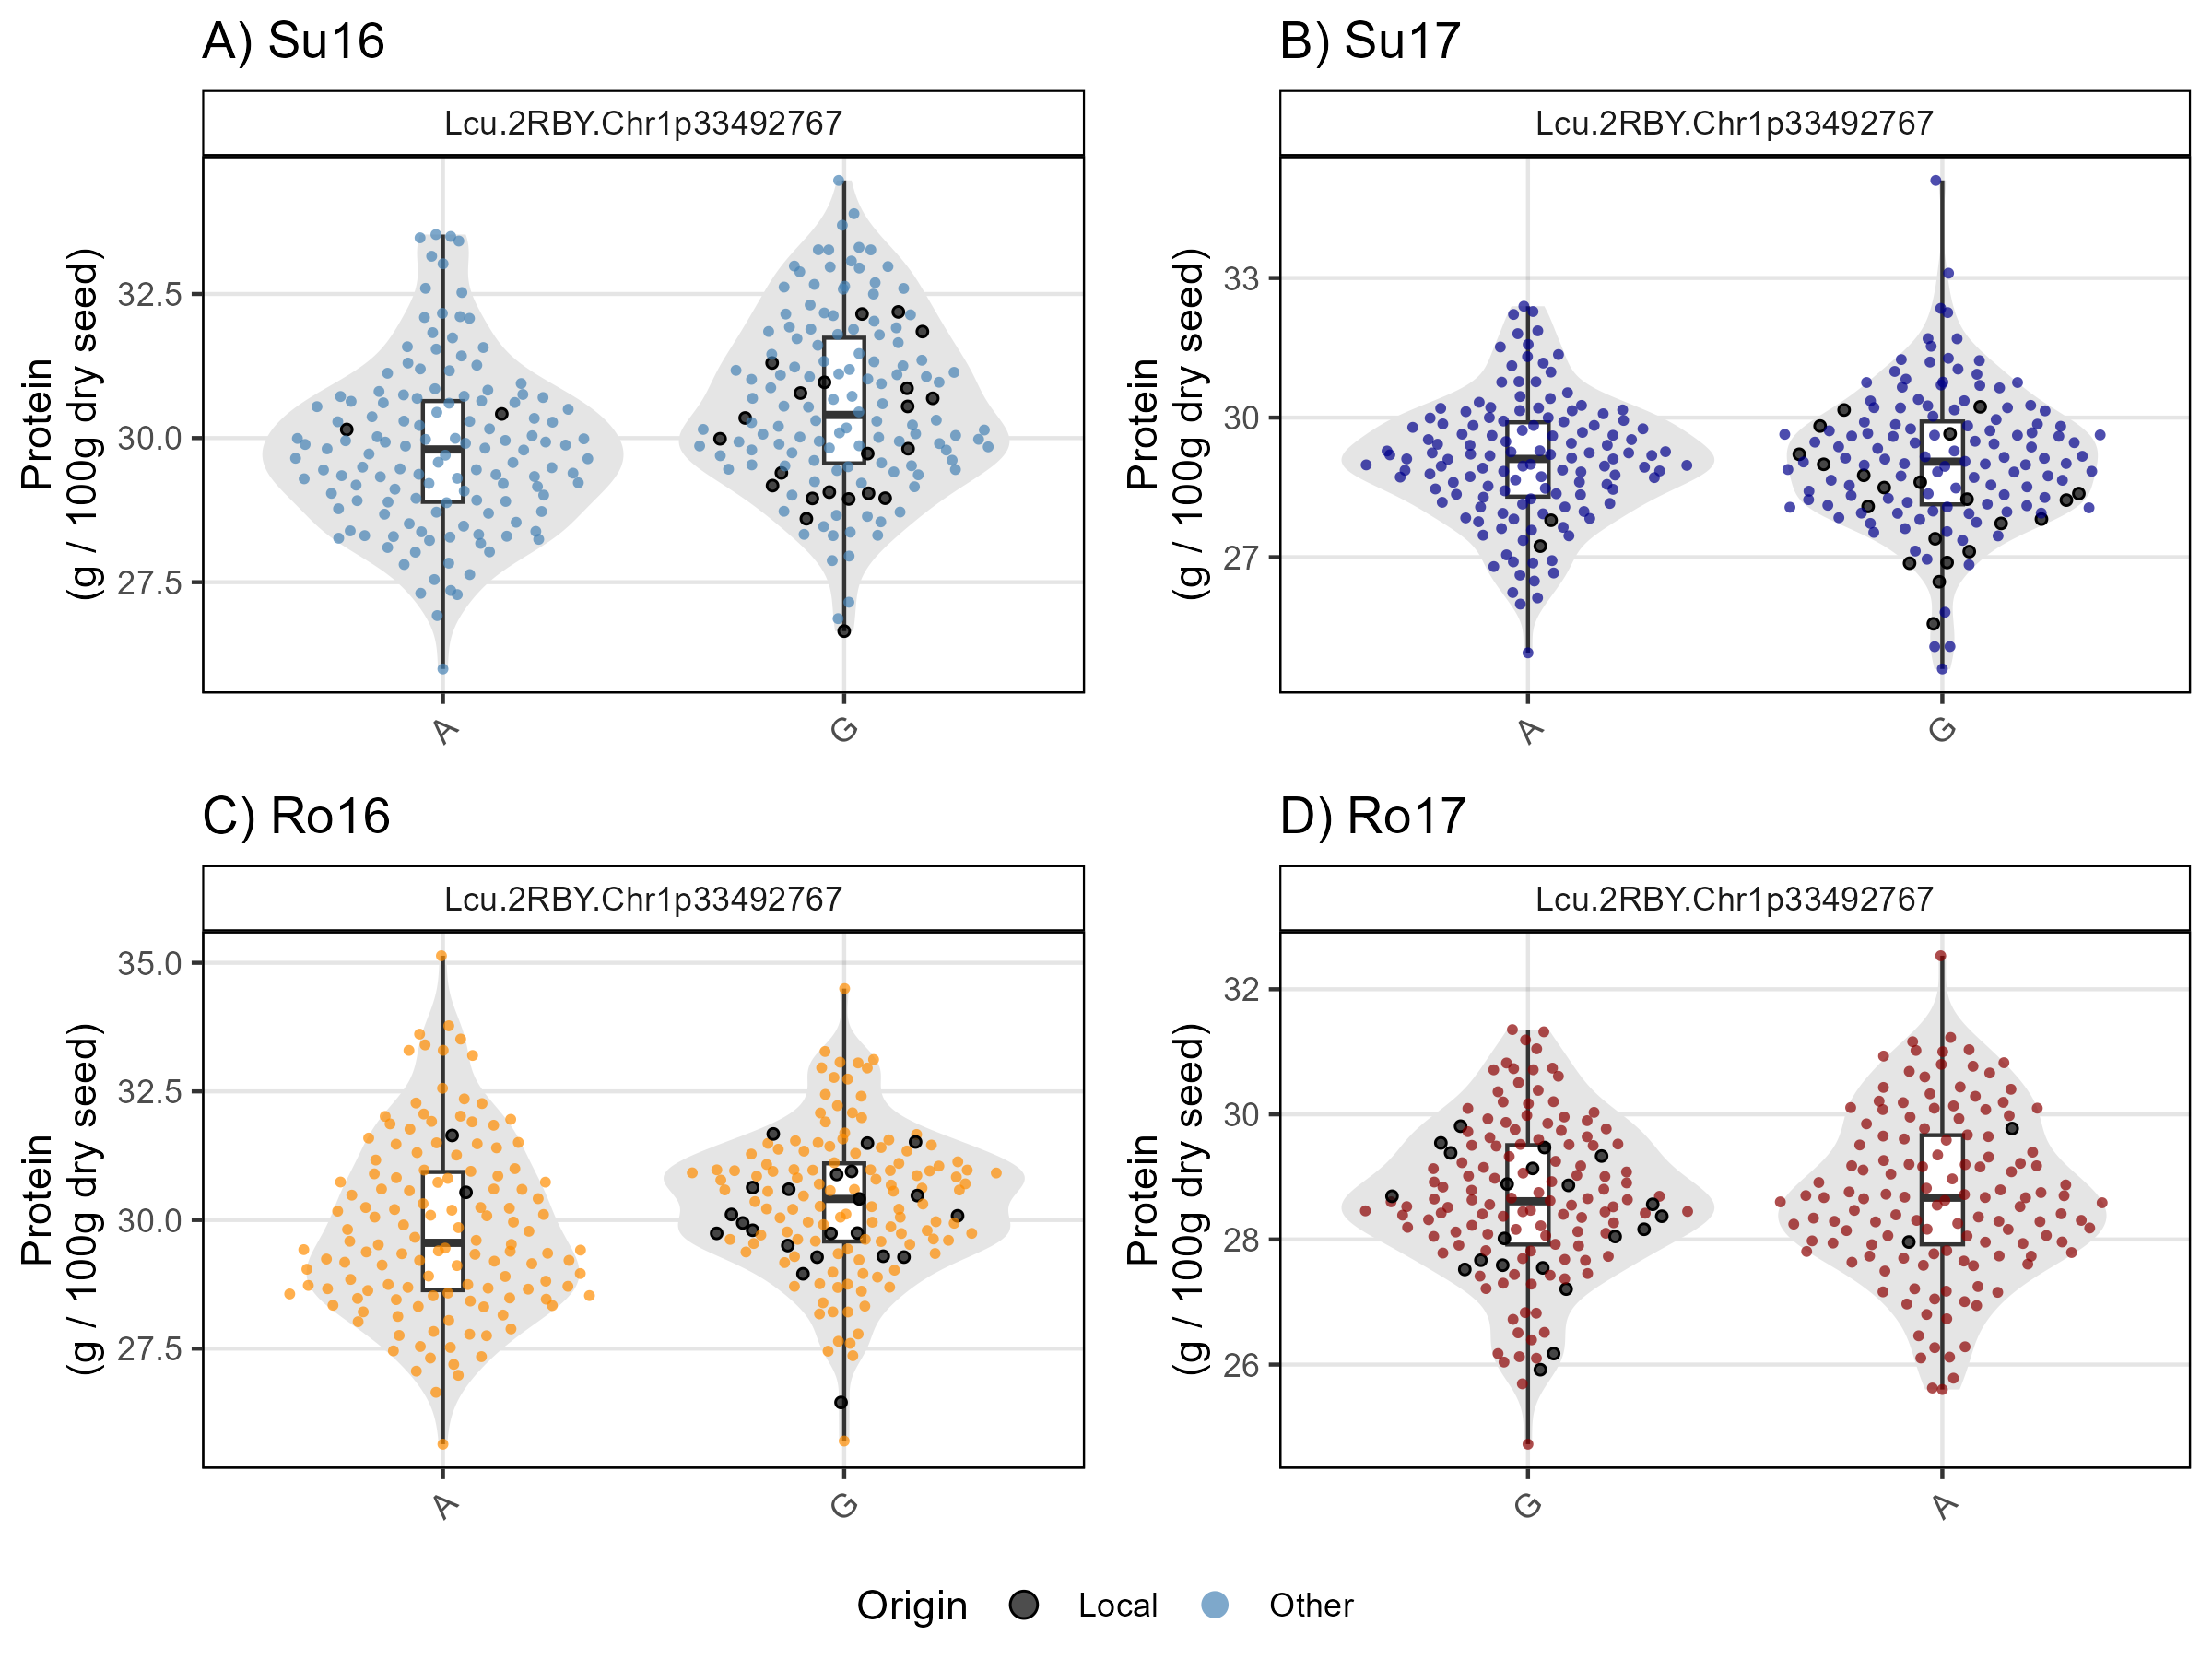 A) Su16
Lcu.2RBY.Chr1p33492767
Protein
(g / 100g dry seed)
32.5
30.0
27.5
A
G
B) Su17
Lcu.2RBY.Chr1p33492767
Protein
(g / 100g dry seed)
33
30
27
A
G
C) Ro16
Lcu.2RBY.Chr1p33492767
Protein
(g / 100g dry seed)
35.0
32.5
30.0
27.5
A
G
D) Ro17
Lcu.2RBY.Chr1p33492767
Protein
(g / 100g dry seed)
32
30
28
26
G
A
Origin Local Other